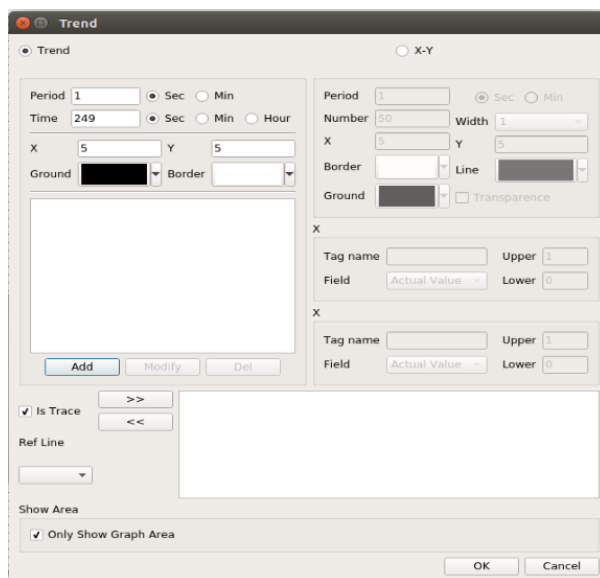 Trend
Trend
X-Y
Period 1 Sec Min
Time 249 Sec Min Hour
X 5 Y 5
Ground Border
Add Modify Del
Period 1 Sec Min
Number 50 Width 1
X 5 Y 5
Border Line
Ground Transparence
X
Tag name Upper 1
Field Actual Value Lower 0
X
Tag name Upper 1
Field Actual Value Lower 0
Is Trace
>>
<<
Ref Line
Show Area
Only Show Graph Area
OK Cancel